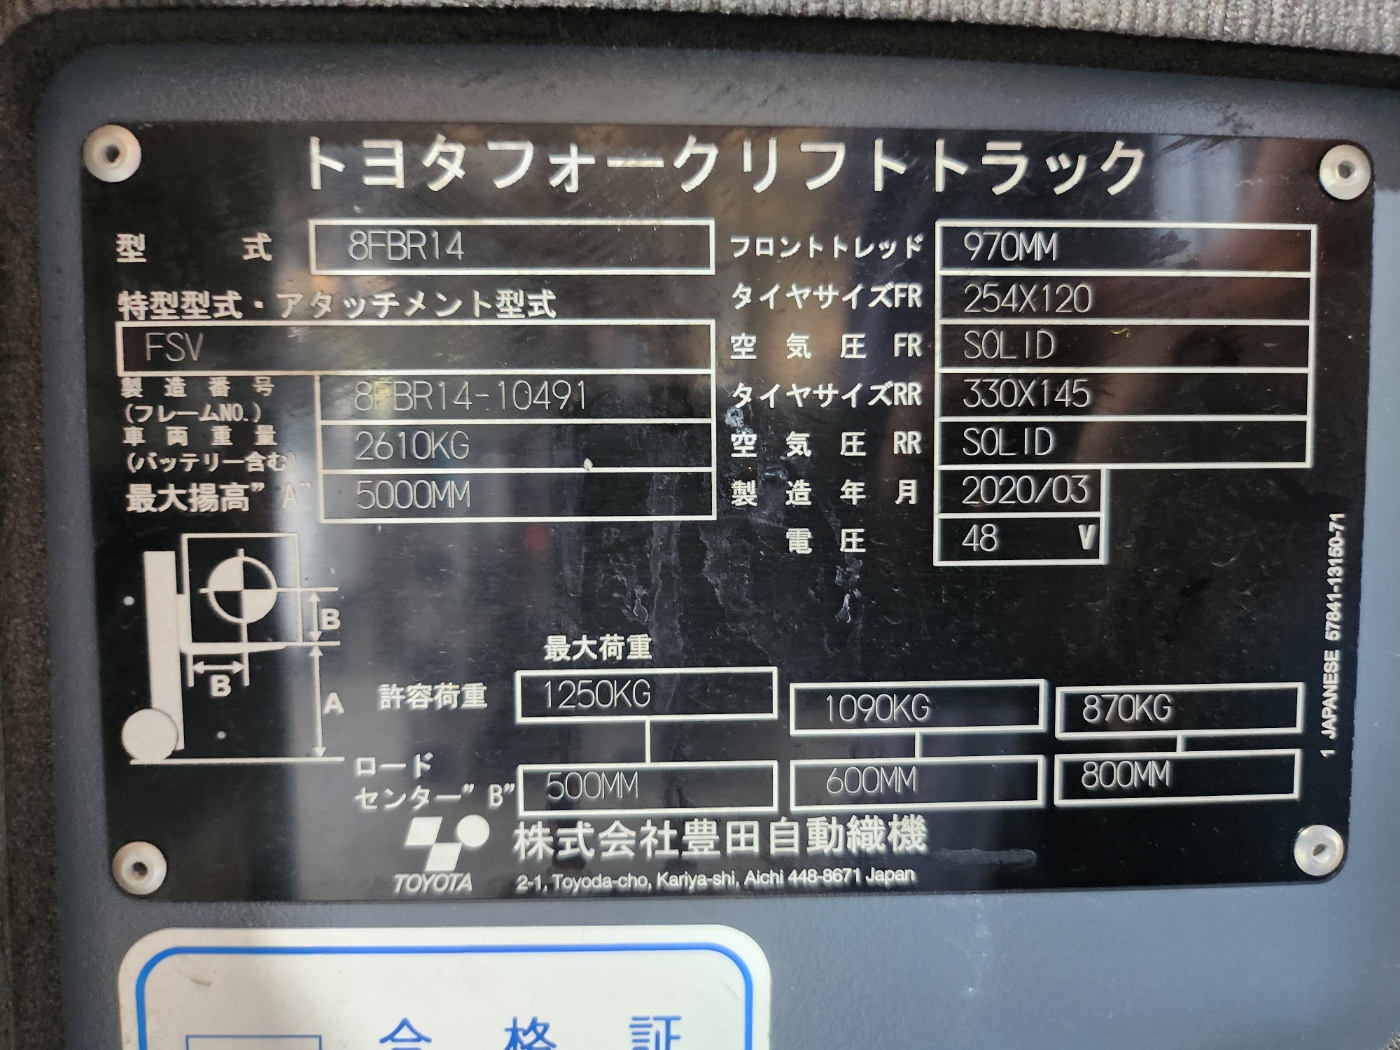 トヨタフォークリフトトラック
型 式 8FBR14
特型型式・アタッチメント型式
FSV
製造番号 8FBR14-10491
(フレームNO.)
車両重量 2610KG
(バッテリー含む)
最大揚高"A" 5000MM
フロントトレッド 970MM
タイヤサイズFR 254X120
空気圧 FR SOLID
タイヤサイズRR 330X145
空気圧 RR SOLID
製造年月 2020/03
電圧 48 V
B
B
A
最大荷重
許容荷重 1250KG 1090KG 870KG
ロード
センター"B" 500MM 600MM 800MM
TOYOTA
株式会社豊田自動織機
2-1, Toyoda-cho, Kariya-shi, Aichi 448-8671 Japan
1 JAPANESE 57841-13150-71
合格証